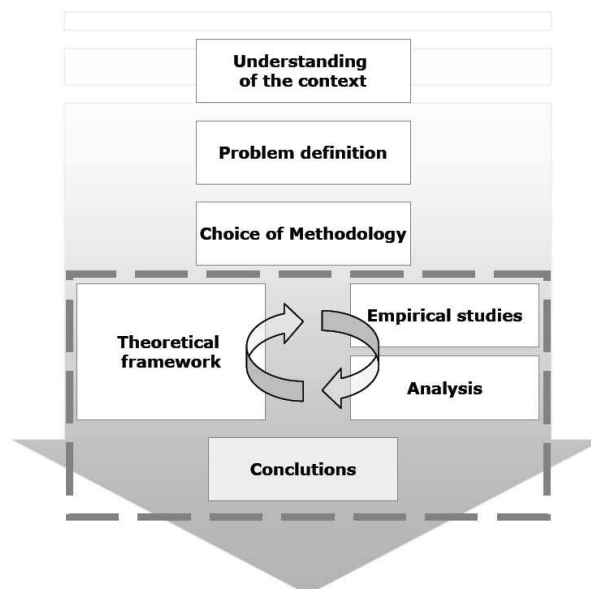 Understanding
of the context
Problem definition
Choice of Methodology
Theoretical
framework
Empirical studies
Analysis
Conclutions